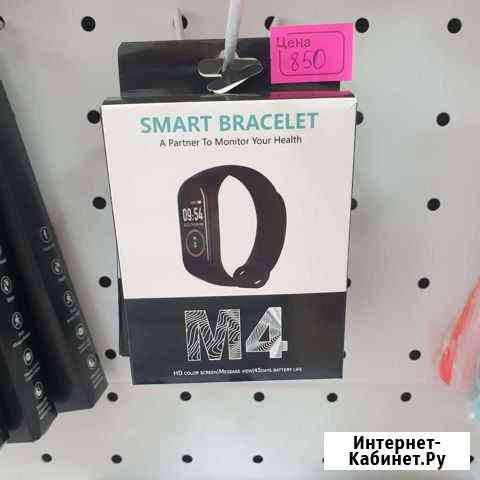 Цена
850
SMART BRACELET
A Partner To Monitor Your Health
09:54
M4
HD COLOR SCREEN|MESSAGE VIEW|45DAYS BATTERY LIFE
Интернет-
Кабинет.Ру